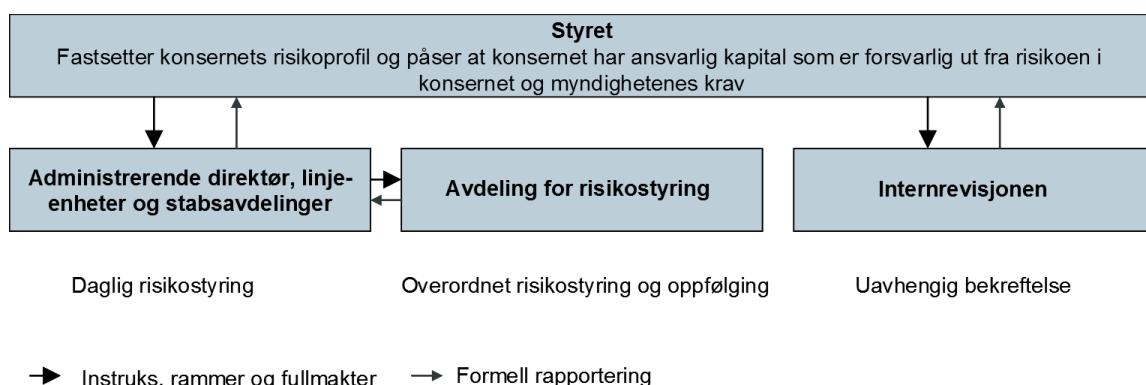 Styret
Fastsetter konsernets risikoprofil og påser at konsernet har ansvarlig kapital som er forsvarlig ut fra risikoen i
konsernet og myndighetenes krav
Administrerende direktør, linje-
enheter og stabsavdelinger
Avdeling for risikostyring
Internrevisjonen
Daglig risikostyring
Overordnet risikostyring og oppfølging
Uavhengig bekreftelse
Instruks, rammer og fullmakter
Formell rapportering